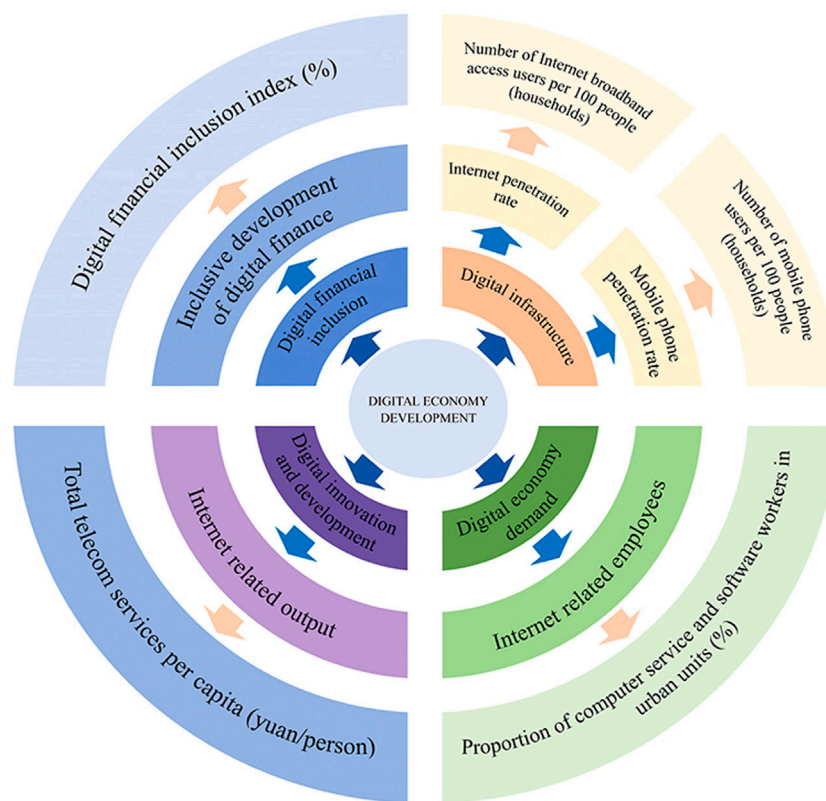 Digital financial inclusion index (%)
Inclusive development
of digital finance
Digital financial
inclusion
Number of Internet broadband
access users per 100 people
(households)
Internet penetration
rate
Digital infrastructure
Mobile phone
penetration rate
Number of mobile phone
users per 100 people
(households)
DIGITAL ECONOMY
DEVELOPMENT
Digital innovation
and development
Internet related output
Total telecom services per capita (yuan/person)
Digital economy
demand
Internet related employees
Proportion of computer service and software workers in
urban units (%)